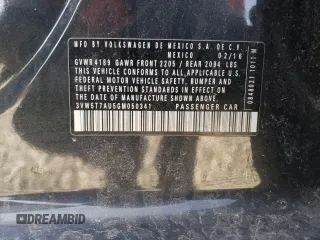 MFD BY VOLKSWAGEN DE MEXICO S.A. DE C.V.
MEXICO 02/16
GVWR 4189 GAWR FRONT 2205 / REAR 2094 LBS
THIS VEHICLE CONFORMS TO ALL APPLICABLE
FEDERAL MOTOR VEHICLE SAFETY, BUMPER, AND
THEFT PREVENTION STANDARDS IN EFFECT ON THE
DATE OF MANUFACTURE SHOWN ABOVE.
3VW5T7AU5GM050341 PASSENGER CAR
DREAMBID